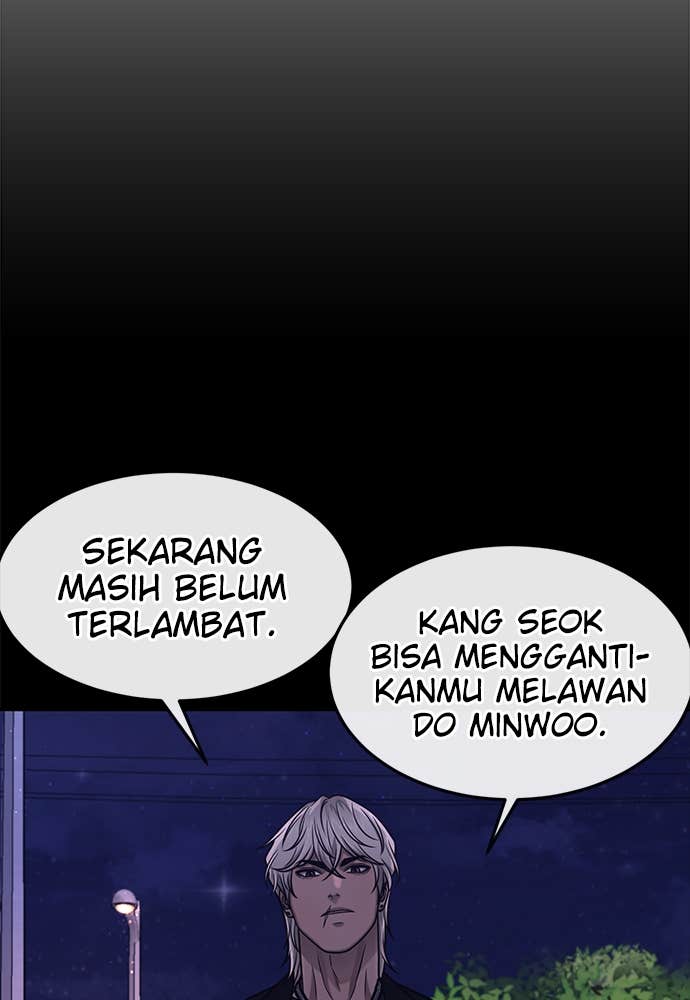 SEKARANG
MASIH BELUM
TERLAMBAT.
KANG SEOK
BISA MENGGANTI-
KANMU MELAWAN
DO MINWOO.